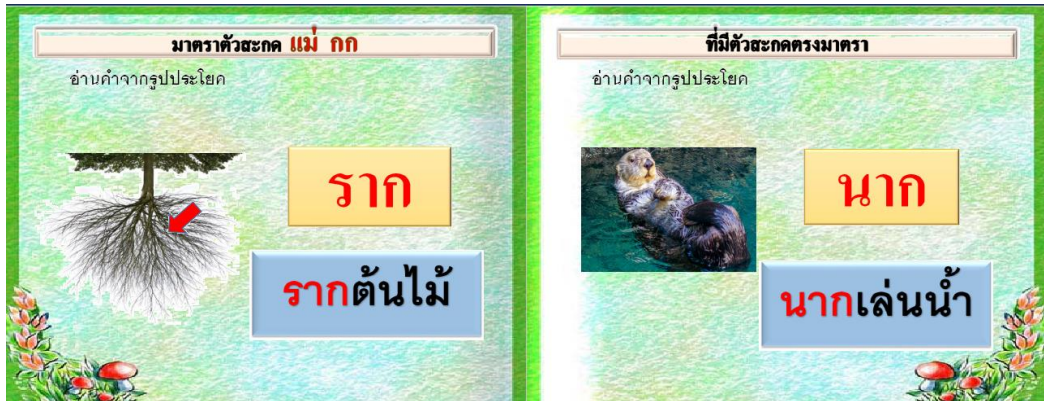 มาตราตัวสะกด แม่ กก
อ่านคำจากรูปประโยค
ราก
รากต้นไม้
ที่มีตัวสะกดตรงมาตรา
อ่านคำจากรูปประโยค
นาก
นากเล่นน้ำ